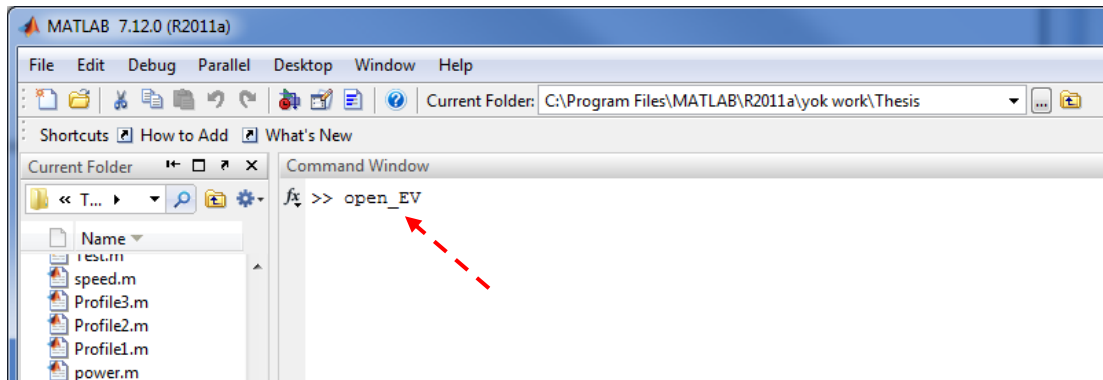 MATLAB 7.12.0 (R2011a)
File Edit Debug Parallel Desktop Window Help
Current Folder: C:\Program Files\MATLAB\R2011a\yok work\Thesis
Shortcuts How to Add What's New
Current Folder
Command Window
« T...
fx >> open_EV
Name
Test.m
speed.m
Profile3.m
Profile2.m
Profile1.m
power.m